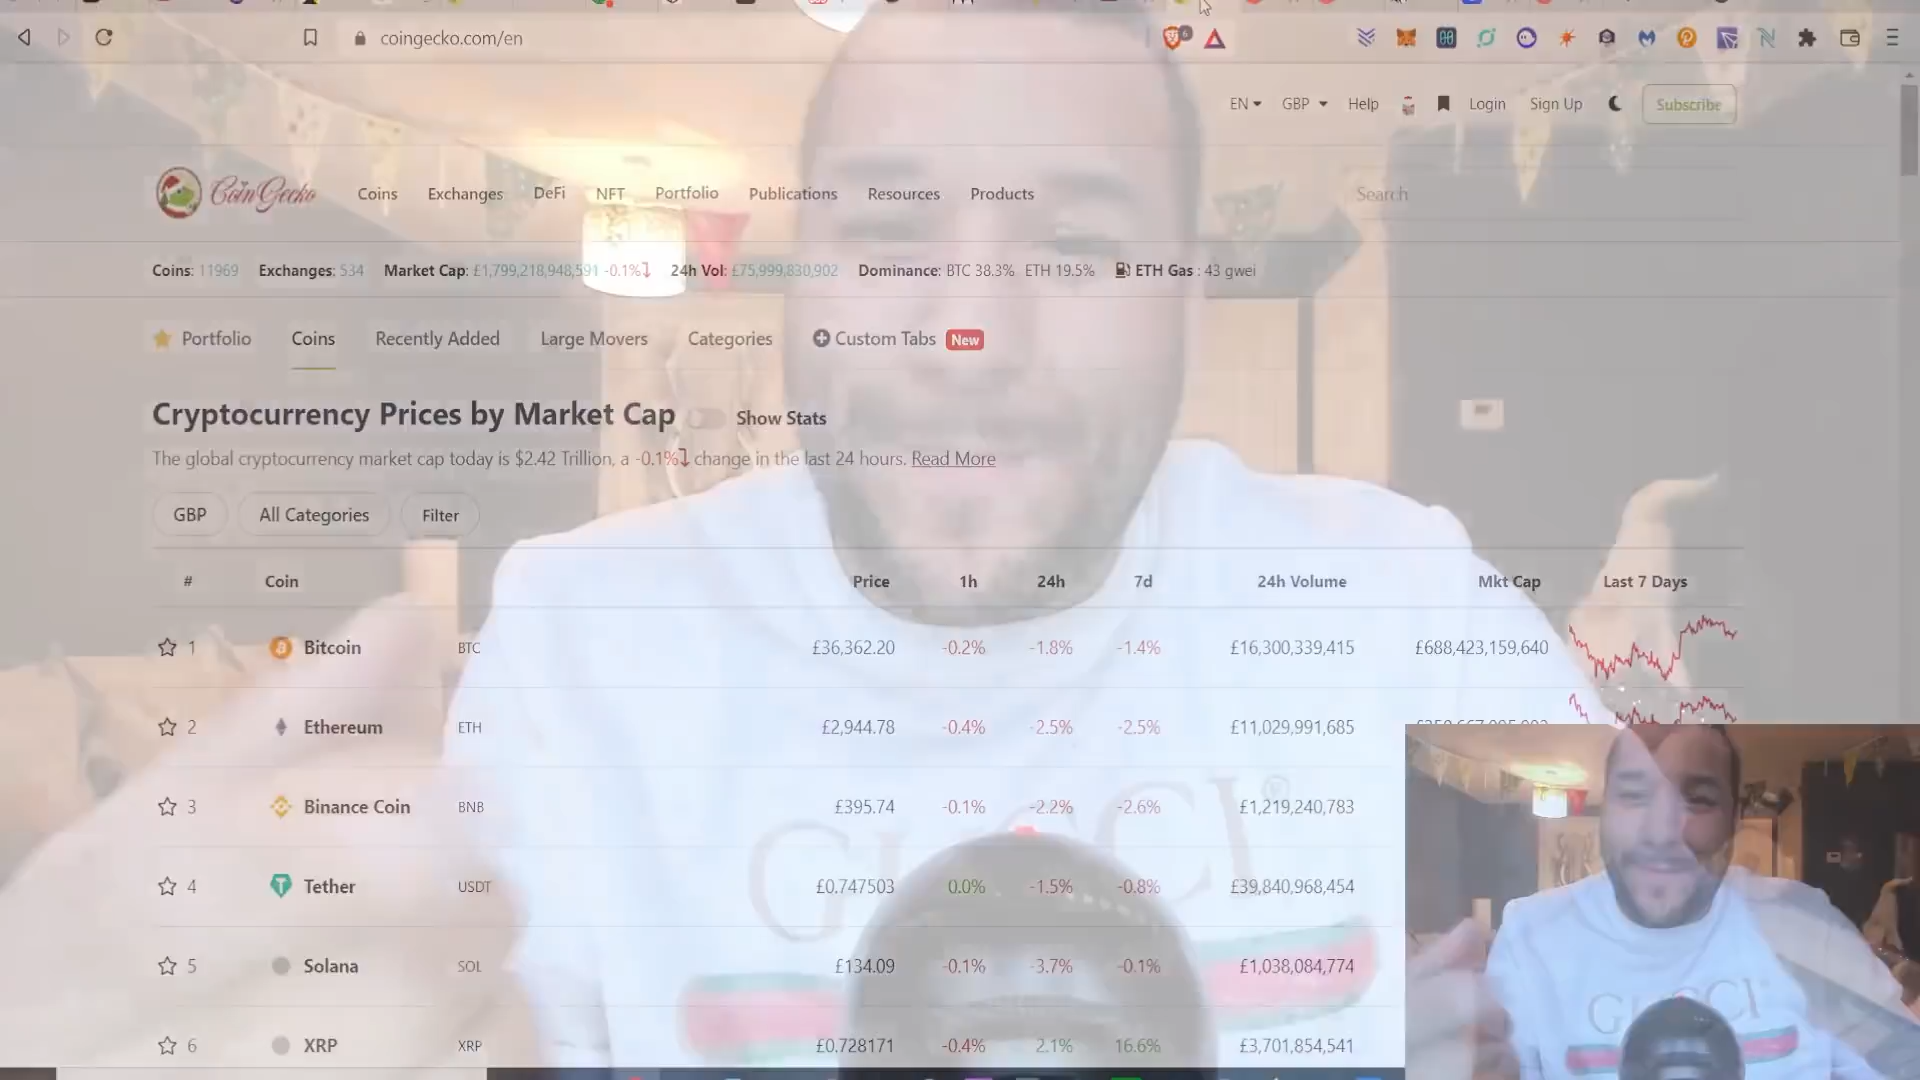 coingecko.com/en
6
EN GBP Help Login Sign Up Subscribe
CoinGecko Coins Exchanges DeFi NFT Portfolio Publications Resources Products Search
Coins: 11969 Exchanges: 534 Market Cap: £1,799,218,948,591 -0.1% 24h Vol: £75,999,830,902 Dominance: BTC 38.3% ETH 19.5% ETH Gas : 43 gwei
Portfolio Coins Recently Added Large Movers Categories Custom Tabs New
Cryptocurrency Prices by Market Cap Show Stats
The global cryptocurrency market cap today is $2.42 Trillion, a -0.1% change in the last 24 hours. Read More
GBP All Categories Filter
# Coin Price 1h 24h 7d 24h Volume Mkt Cap Last 7 Days
1 Bitcoin BTC £36,362.20 -0.2% -1.8% -1.4% £16,300,339,415 £688,423,159,640
2 Ethereum ETH £2,944.78 -0.4% -2.5% -2.5% £11,029,991,685
3 Binance Coin BNB £395.74 -0.1% -2.2% -2.6% £1,219,240,783
4 Tether USDT £0.747503 0.0% -1.5% -0.8% £39,840,968,454
5 Solana SOL £134.09 -0.1% -3.7% -0.1% £1,038,084,774
6 XRP XRP £0.728171 -0.4% 2.1% 16.6% £3,701,854,541
GUCCI ®
GUCCI